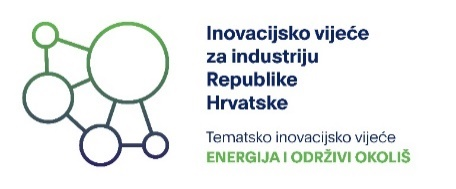 Inovacijsko vijeće
za industriju
Republike
Hrvatske
Tematsko inovacijsko vijeće
ENERGIJA I ODRŽIVI OKOLIŠ